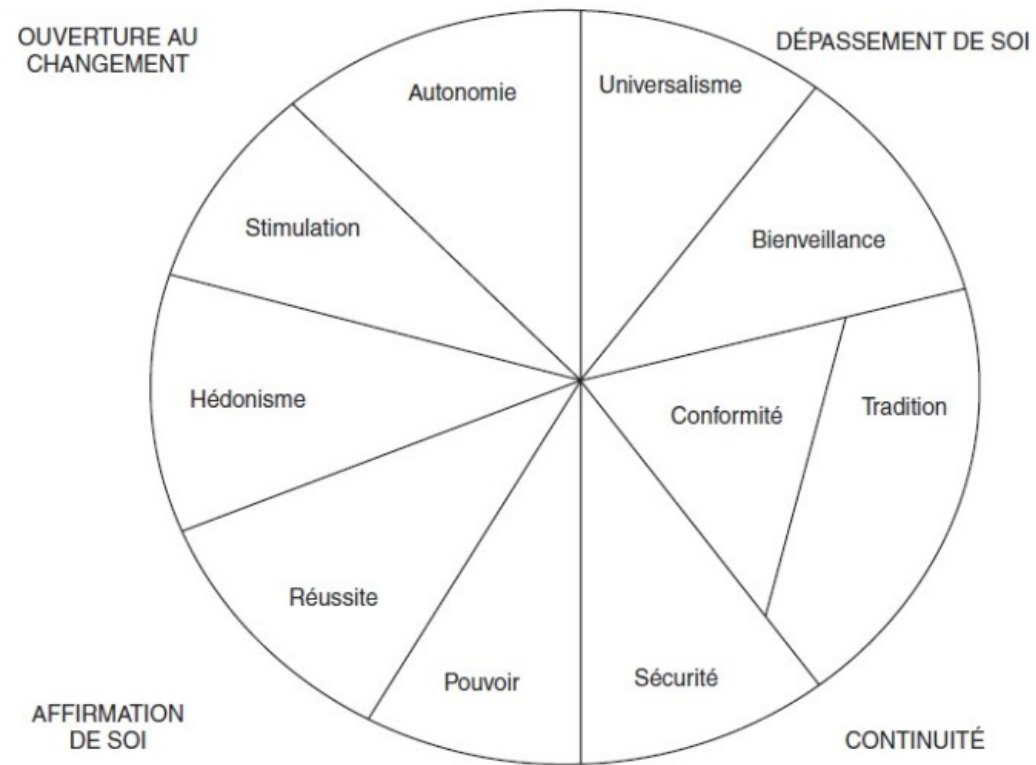 OUVERTURE AU
CHANGEMENT
DÉPASSEMENT DE SOI
Autonomie
Universalisme
Stimulation
Bienveillance
Hédonisme
Conformité
Tradition
Réussite
Pouvoir
Sécurité
AFFIRMATION
DE SOI
CONTINUITÉ